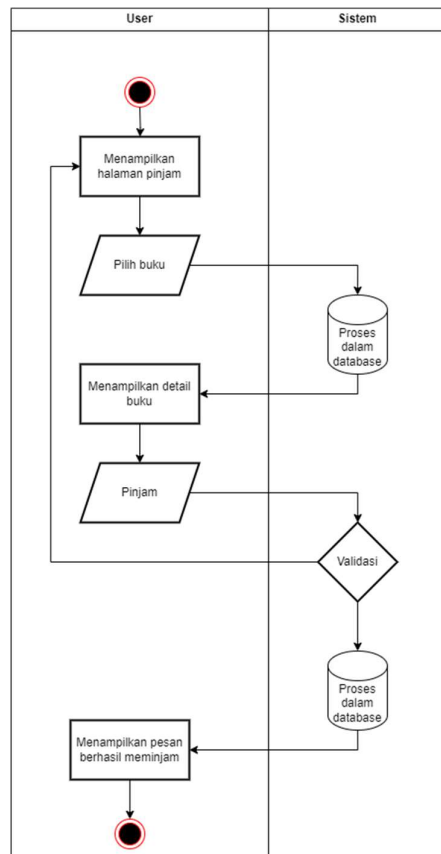 User
Sistem
Menampilkan
halaman pinjam
Pilih buku
Proses
dalam
database
Menampilkan detail
buku
Pinjam
Validasi
Proses
dalam
database
Menampilkan pesan
berhasil meminjam